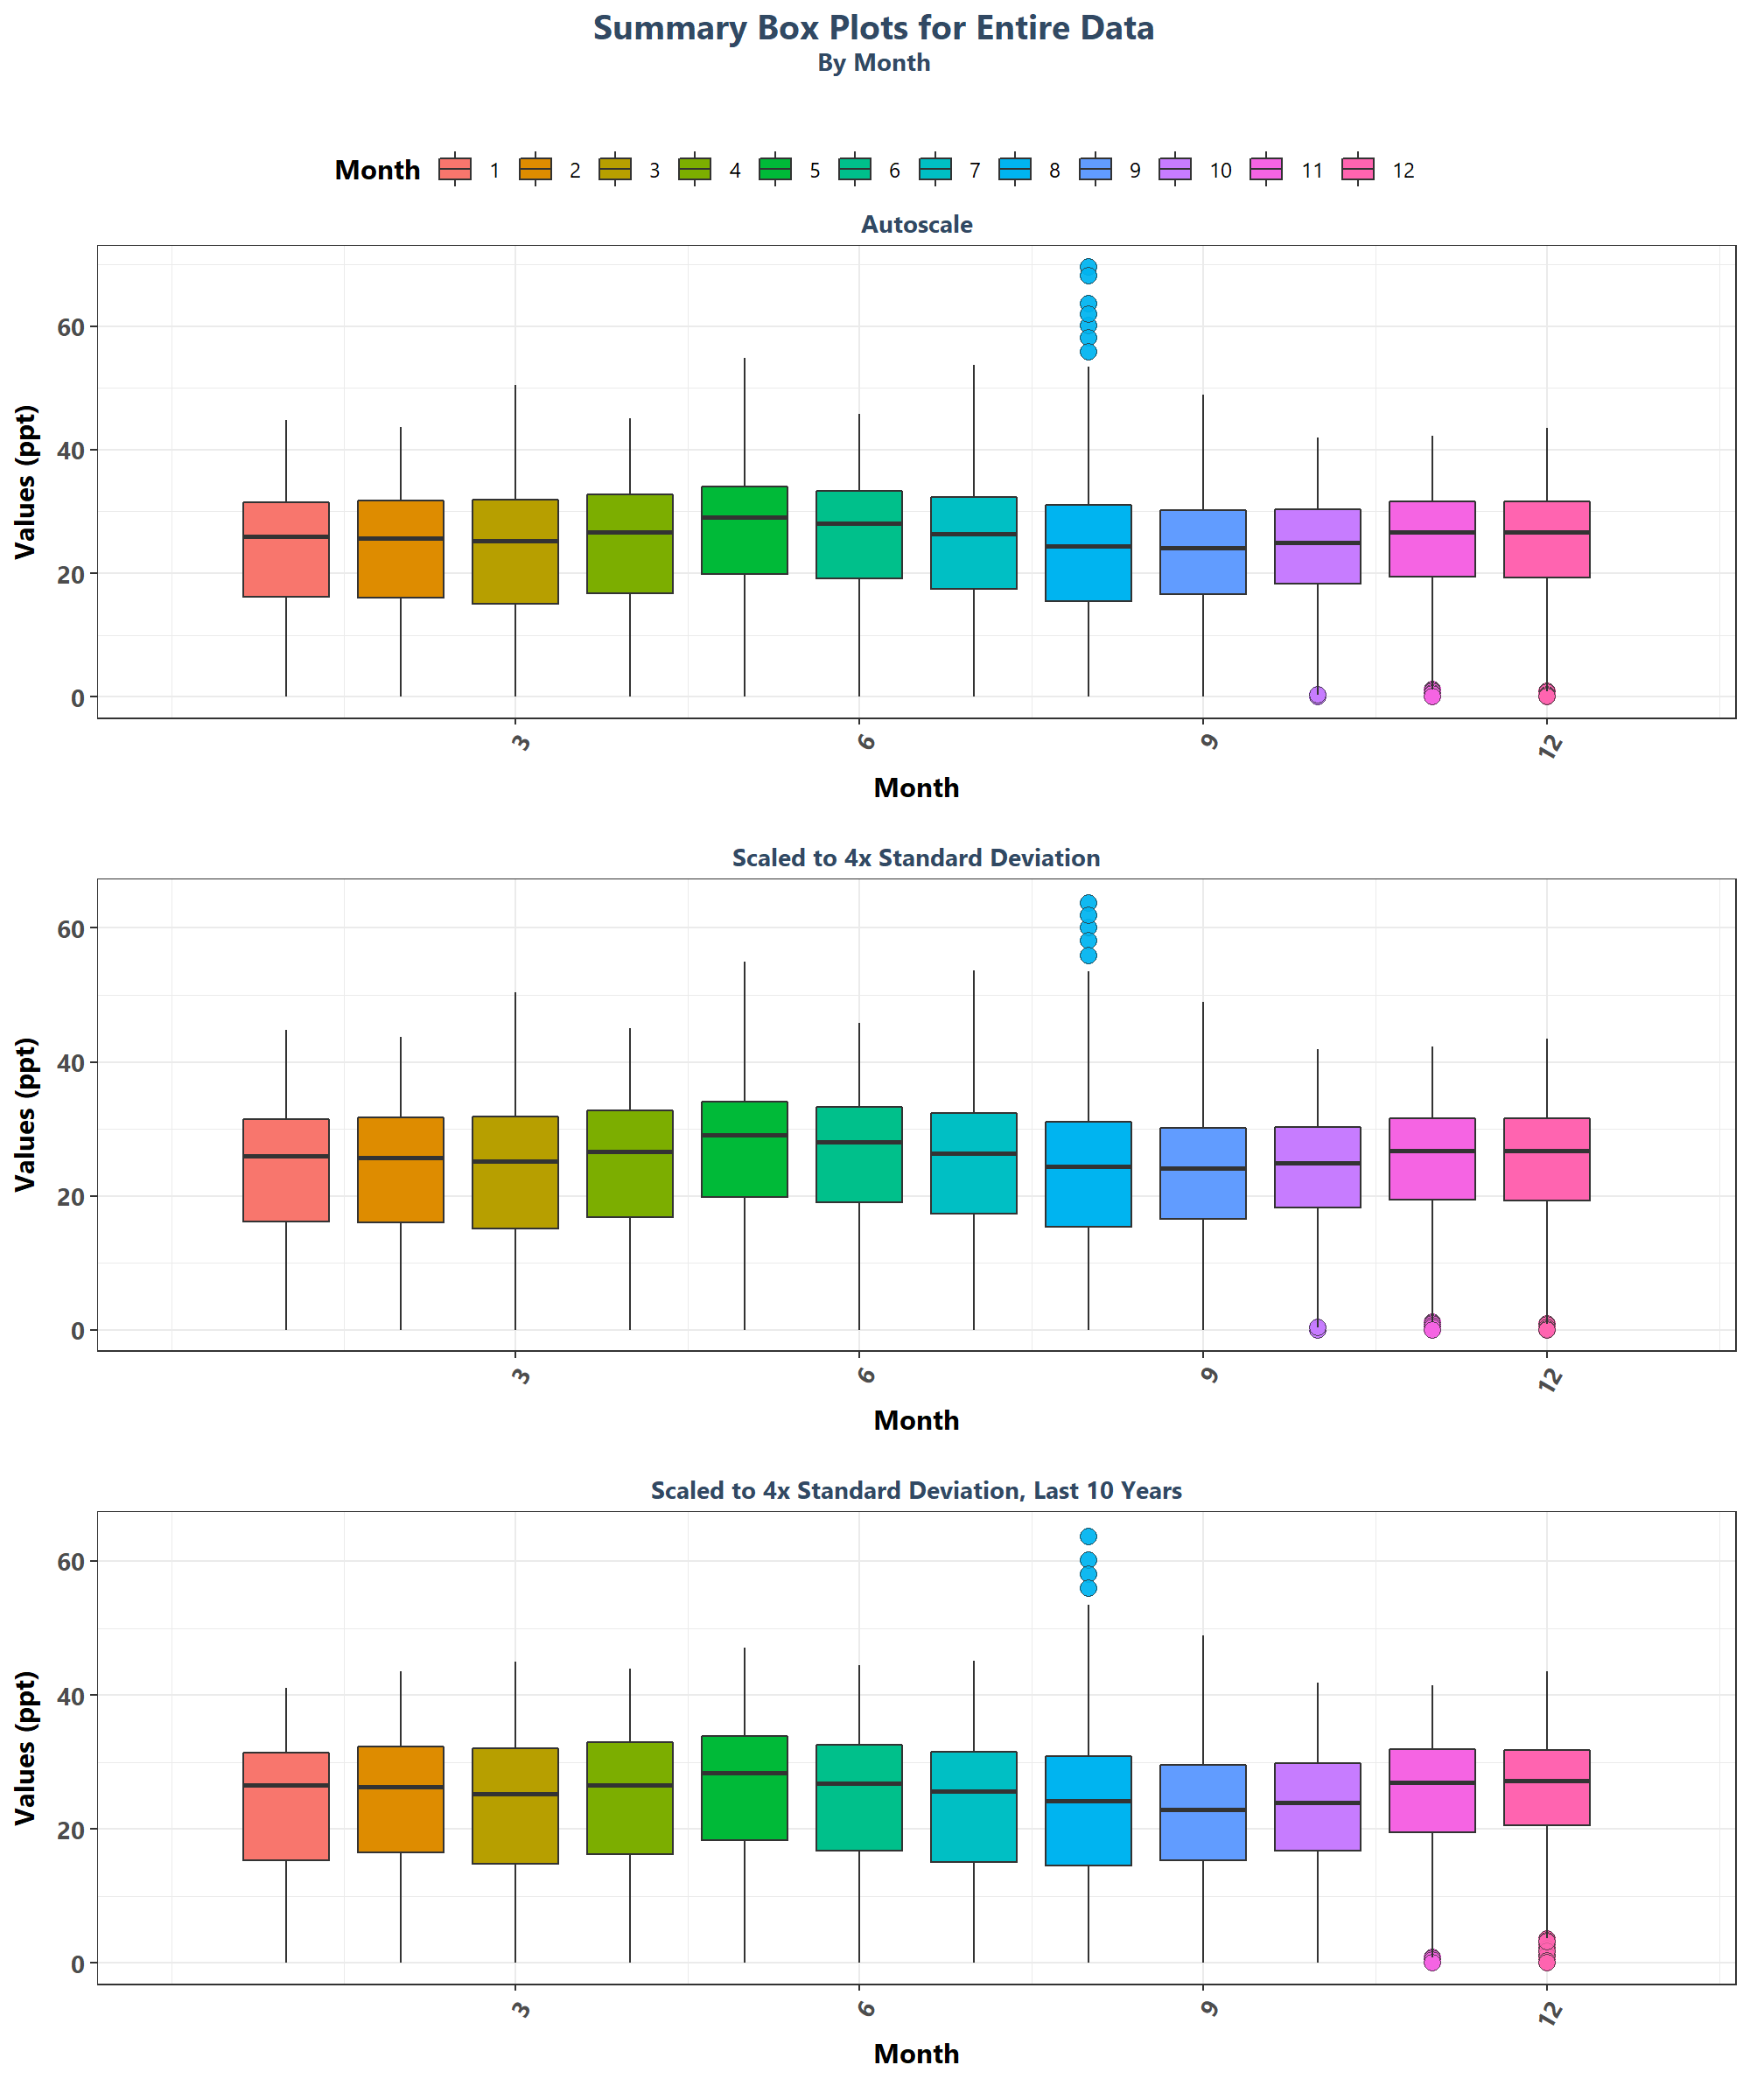 Summary Box Plots for Entire Data
By Month
Month 1 2 3 4 5 6 7 8 9 10 11 12
Autoscale
Values (ppt)
60
40
20
0
3 6 9 12
Month
Scaled to 4x Standard Deviation
Values (ppt)
60
40
20
0
3 6 9 12
Month
Scaled to 4x Standard Deviation, Last 10 Years
Values (ppt)
60
40
20
0
3 6 9 12
Month